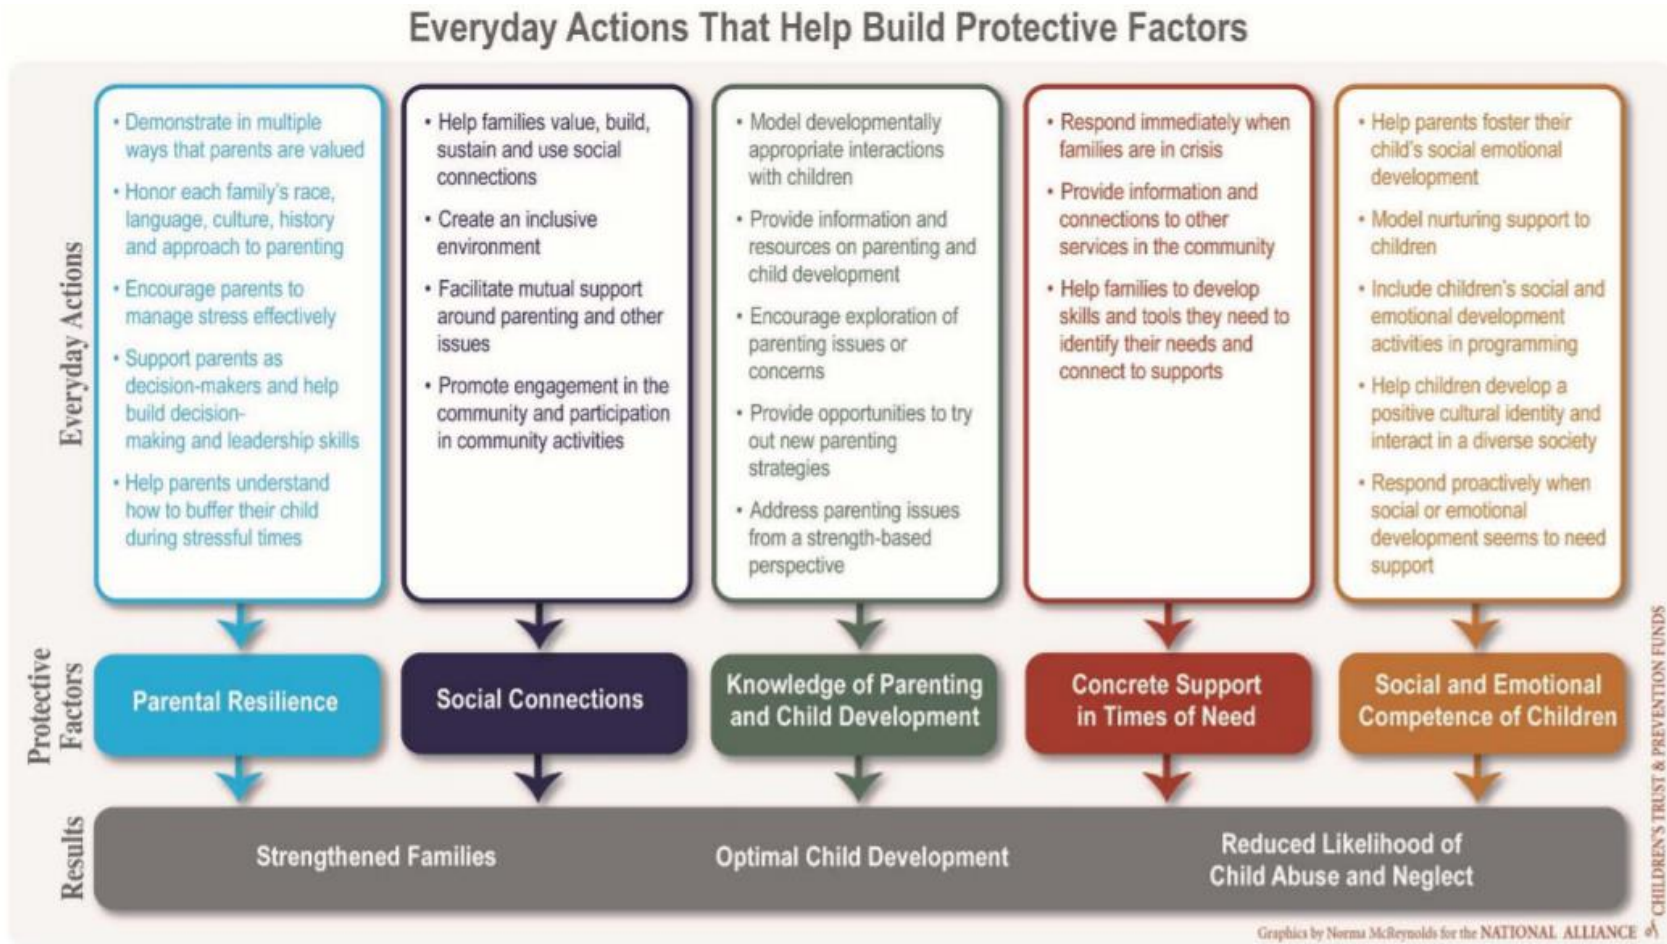 Everyday Actions That Help Build Protective Factors
Everyday Actions
• Demonstrate in multiple
ways that parents are valued
• Honor each family's race,
language, culture, history
and approach to parenting
• Encourage parents to
manage stress effectively
• Support parents as
decision-makers and help
build decision-
making and leadership skills
• Help parents understand
how to buffer their child
during stressful times
• Help families value, build,
sustain and use social
connections
• Create an inclusive
environment
• Facilitate mutual support
around parenting and other
issues
• Promote engagement in the
community and participation
in community activities
• Model developmentally
appropriate interactions
with children
• Provide information and
resources on parenting and
child development
• Encourage exploration of
parenting issues or
concerns
• Provide opportunities to try
out new parenting
strategies
• Address parenting issues
from a strength-based
perspective
• Respond immediately when
families are in crisis
• Provide information and
connections to other
services in the community
• Help families to develop
skills and tools they need to
identify their needs and
connect to supports
• Help parents foster their
child's social emotional
development
• Model nurturing support to
children
• Include children's social and
emotional development
activities in programming
• Help children develop a
positive cultural identity and
interact in a diverse society
• Respond proactively when
social or emotional
development seems to need
support
Protective
Factors
Parental Resilience
Social Connections
Knowledge of Parenting
and Child Development
Concrete Support
in Times of Need
Social and Emotional
Competence of Children
Results
Strengthened Families
Optimal Child Development
Reduced Likelihood of
Child Abuse and Neglect
Graphics by Norma McReynolds for the NATIONAL ALLIANCE of
CHILDREN'S TRUST & PREVENTION FUNDS